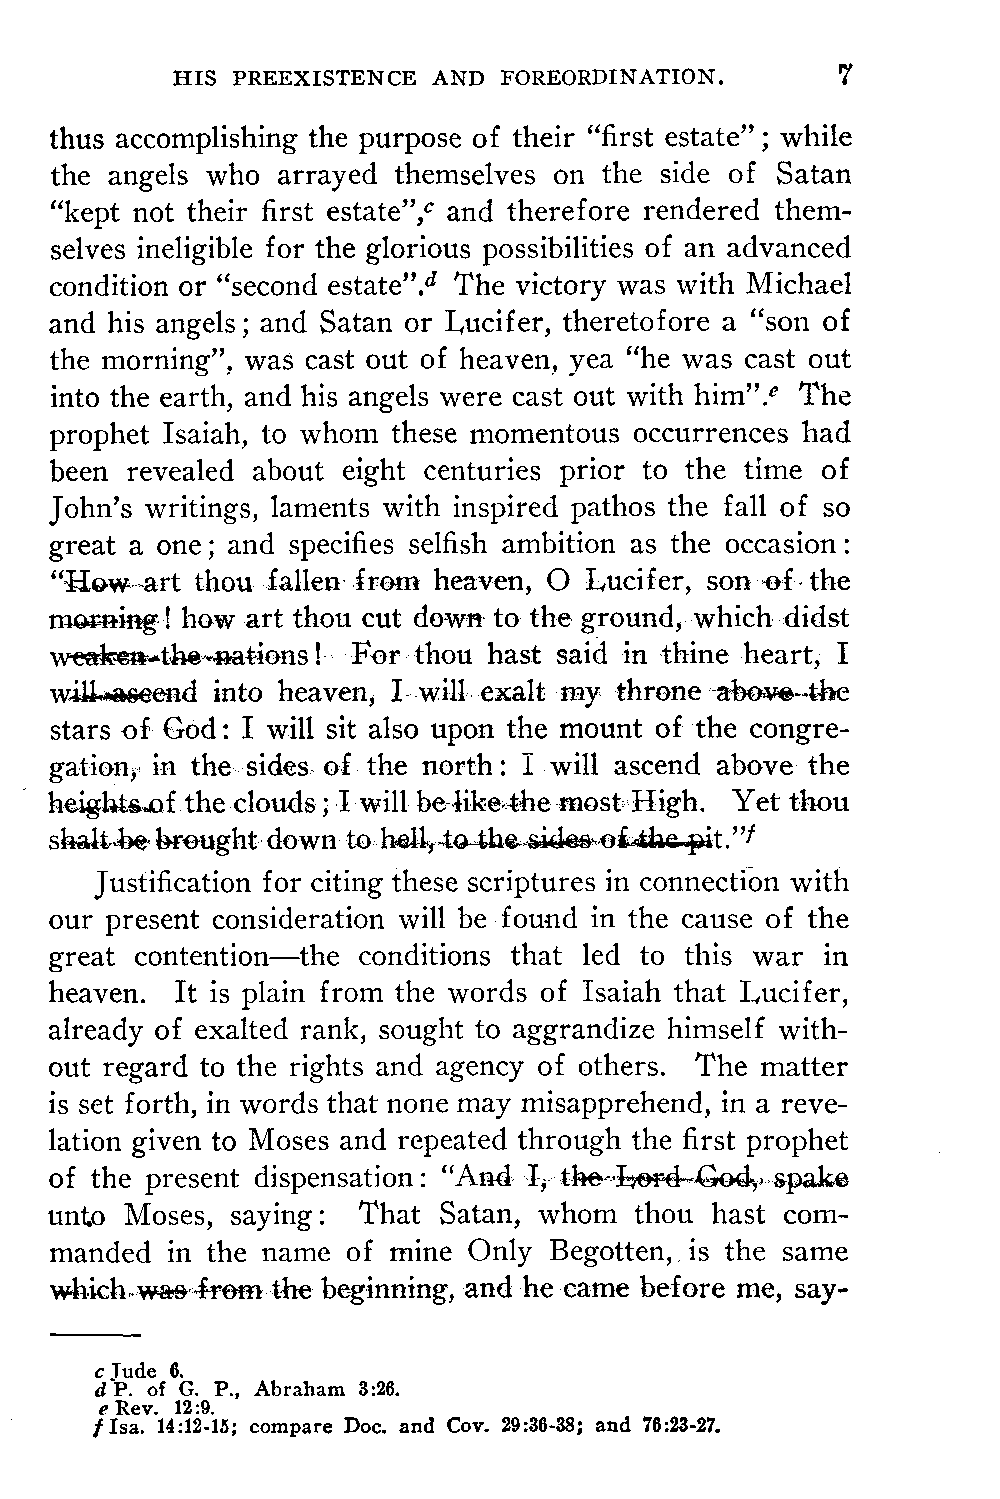 HIS PREEXISTENCE AND FOREORDINATION. 7
thus accomplishing the purpose of their “first estate”; while
the angels who arrayed themselves on the side of Satan
“kept not their first estate”,c and therefore rendered them-
selves ineligible for the glorious possibilities of an advanced
condition or “second estate”.d The victory was with Michael
and his angels; and Satan or Lucifer, theretofore a “son of
the morning”, was cast out of heaven, yea “he was cast out
into the earth, and his angels were cast out with him”.e The
prophet Isaiah, to whom these momentous occurrences had
been revealed about eight centuries prior to the time of
John’s writings, laments with inspired pathos the fall of so
great a one; and specifies selfish ambition as the occasion:
“How art thou fallen from heaven, O Lucifer, son of the
morning! how art thou cut down to the ground, which didst
weaken the nations! For thou hast said in thine heart, I
will ascend into heaven, I will exalt my throne above the
stars of God: I will sit also upon the mount of the congre-
gation, in the sides of the north: I will ascend above the
heights of the clouds; I will be like the most High. Yet thou
shalt be brought down to hell, to the sides of the pit.”f
Justification for citing these scriptures in connection with
our present consideration will be found in the cause of the
great contention—the conditions that led to this war in
heaven. It is plain from the words of Isaiah that Lucifer,
already of exalted rank, sought to aggrandize himself with-
out regard to the rights and agency of others. The matter
is set forth, in words that none may misapprehend, in a reve-
lation given to Moses and repeated through the first prophet
of the present dispensation: “And I, the Lord God, spake
unto Moses, saying: That Satan, whom thou hast com-
manded in the name of mine Only Begotten, is the same
which was from the beginning, and he came before me, say-
c Jude 6.
d P. of G. P., Abraham 3:26.
e Rev. 12:9.
f Isa. 14:12-15; compare Doc. and Cov. 29:36-38; and 76:23-27.